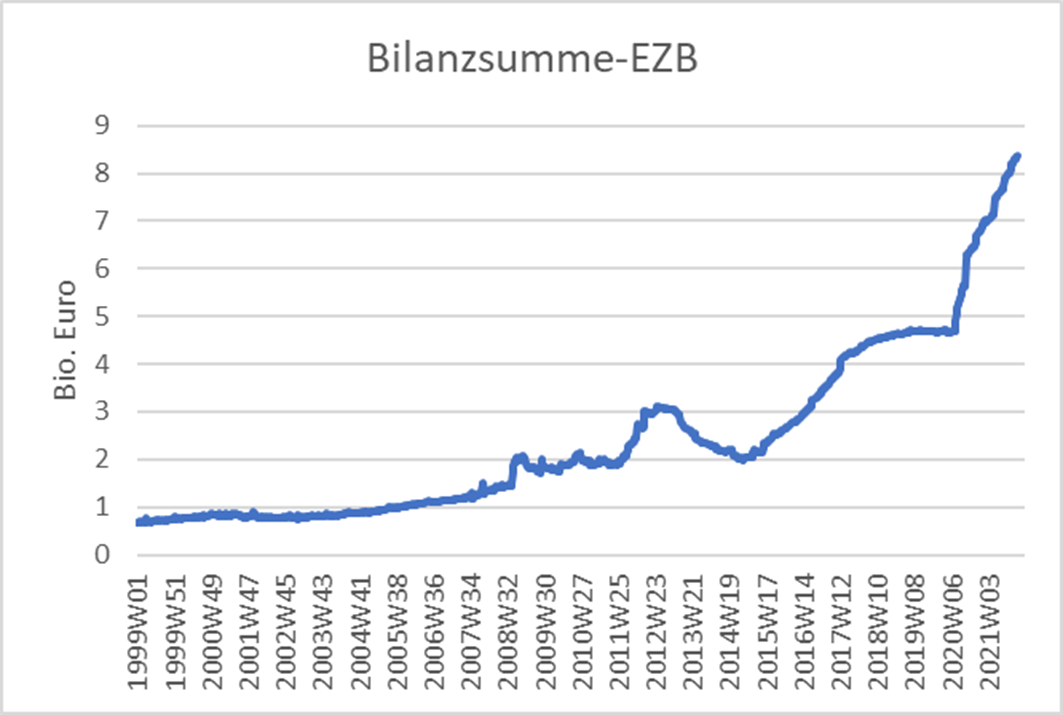 Bilanzsumme-EZB
Bio. Euro
9
8
7
6
5
4
3
2
1
0
1999W01
1999W51
2000W49
2001W47
2002W45
2003W43
2004W41
2005W38
2006W36
2007W34
2008W32
2009W30
2010W27
2011W25
2012W23
2013W21
2014W19
2015W17
2016W14
2017W12
2018W10
2019W08
2020W06
2021W03